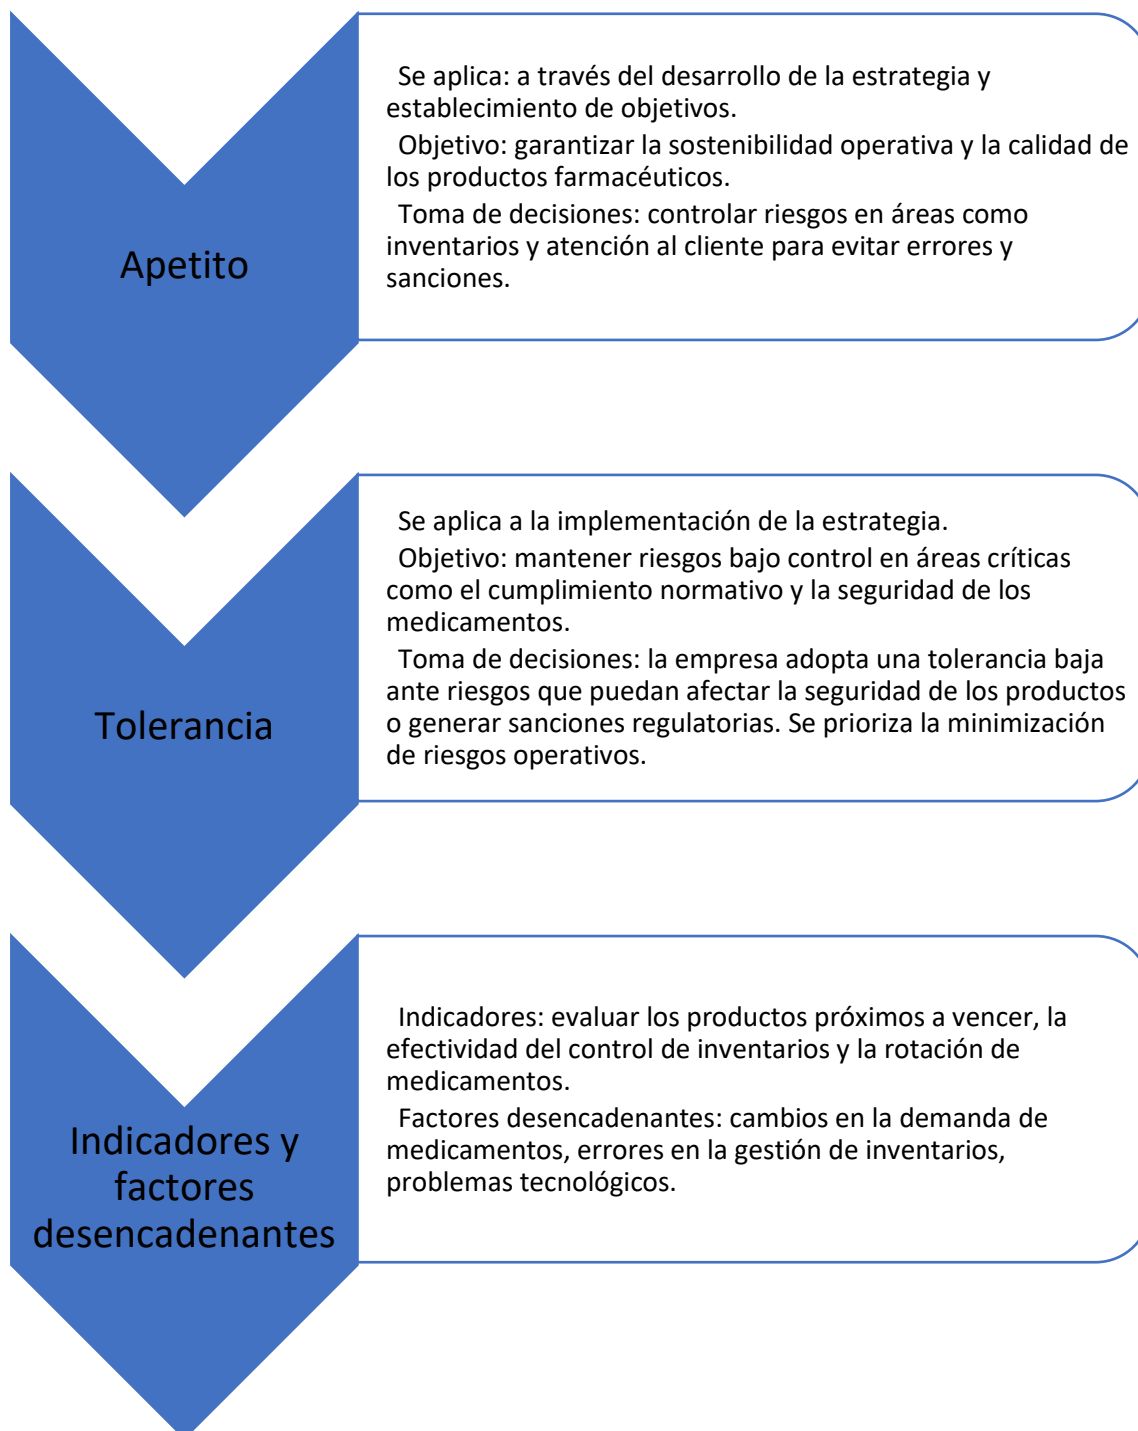 Apetito
Se aplica: a través del desarrollo de la estrategia y
establecimiento de objetivos.
Objetivo: garantizar la sostenibilidad operativa y la calidad de
los productos farmacéuticos.
Toma de decisiones: controlar riesgos en áreas como
inventarios y atención al cliente para evitar errores y
sanciones.
Tolerancia
Se aplica a la implementación de la estrategia.
Objetivo: mantener riesgos bajo control en áreas críticas
como el cumplimiento normativo y la seguridad de los
medicamentos.
Toma de decisiones: la empresa adopta una tolerancia baja
ante riesgos que puedan afectar la seguridad de los productos
o generar sanciones regulatorias. Se prioriza la minimización
de riesgos operativos.
Indicadores y
factores
desencadenantes
Indicadores: evaluar los productos próximos a vencer, la
efectividad del control de inventarios y la rotación de
medicamentos.
Factores desencadenantes: cambios en la demanda de
medicamentos, errores en la gestión de inventarios,
problemas tecnológicos.